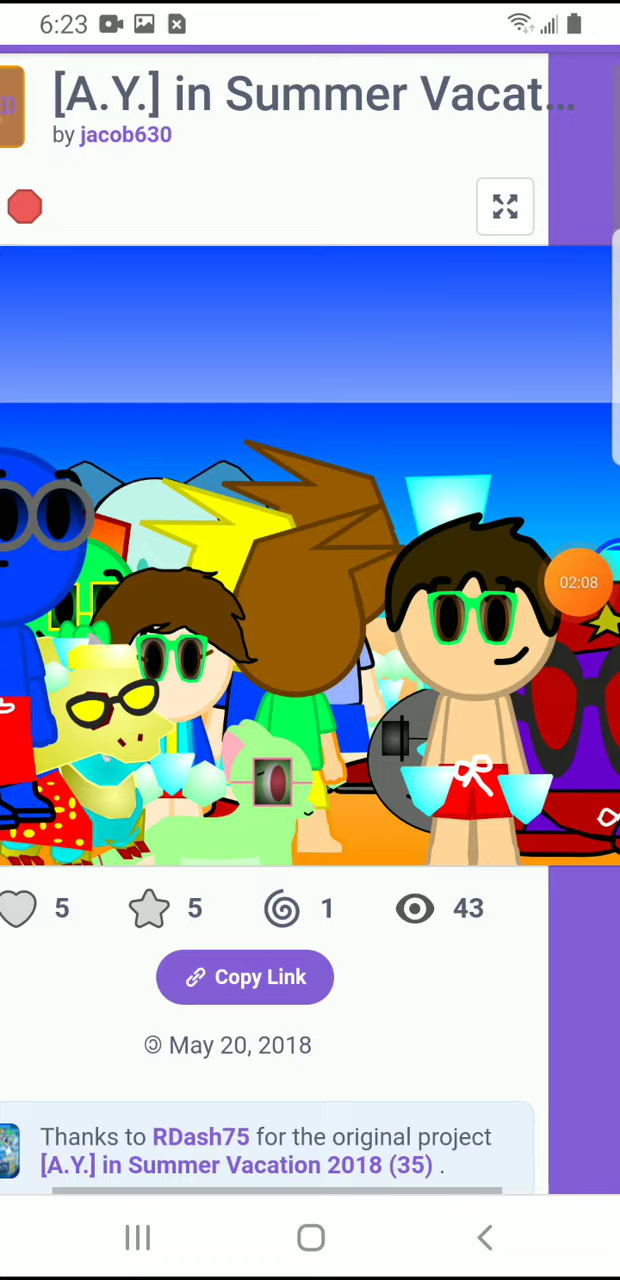 6:23
[A.Y.] in Summer Vacat...
by jacob630
02:08
5
5
1
43
Copy Link
May 20, 2018
Thanks to RDash75 for the original project
[A.Y.] in Summer Vacation 2018 (35) .